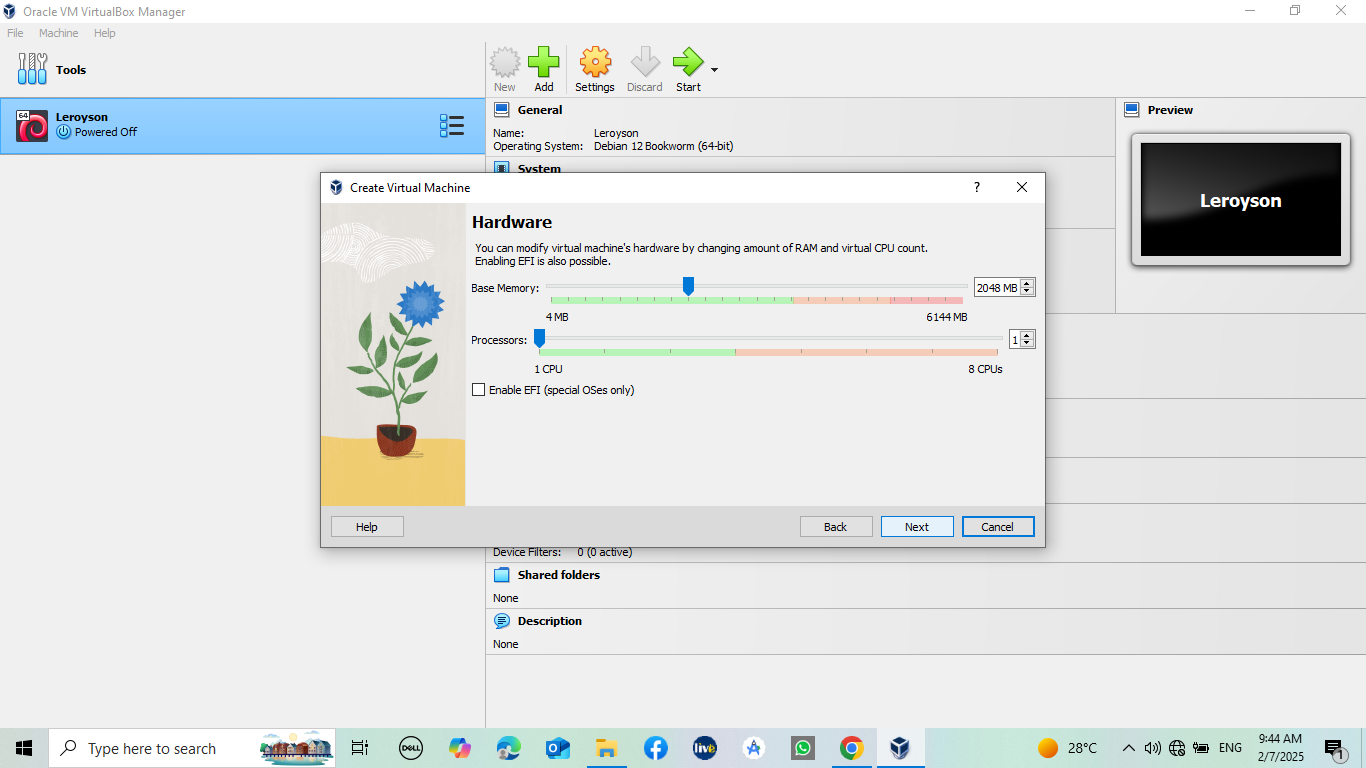 Oracle VM VirtualBox Manager
File Machine Help
Tools
New Add Settings Discard Start
64
Leroyson
Powered Off
General
Name: Leroyson
Operating System: Debian 12 Bookworm (64-bit)
System
Preview
Leroyson
Create Virtual Machine ?
Hardware
You can modify virtual machine's hardware by changing amount of RAM and virtual CPU count.
Enabling EFI is also possible.
Base Memory: 2048 MB
4 MB 6144 MB
Processors: 1
1 CPU 8 CPUs
Enable EFI (special OSes only)
Help Back Next Cancel
Device Filters: 0 (0 active)
Shared folders
None
Description
None
Type here to search
DELL
live
28°C
ENG
9:44 AM
2/7/2025
1